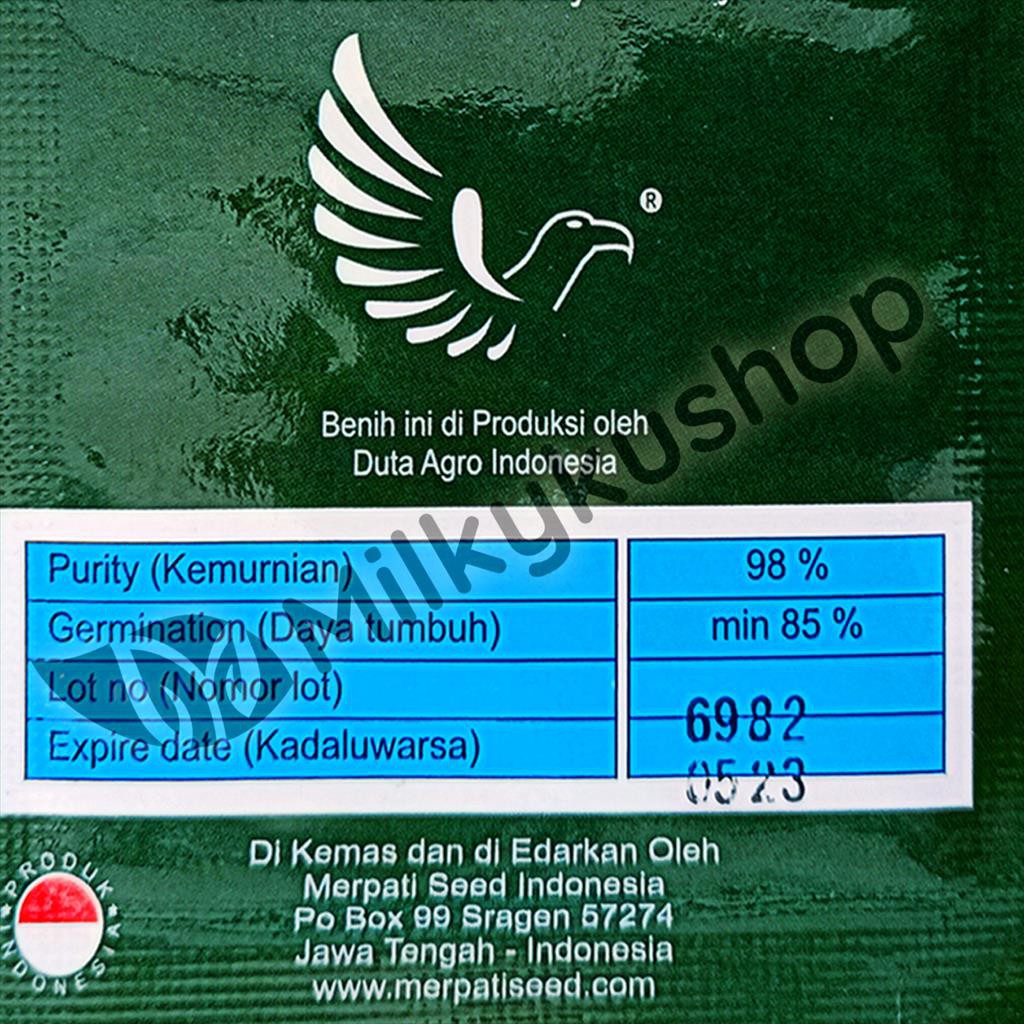 ®
Benih ini di Produksi oleh
Duta Agro Indonesia
Purity (Kemurnian) 98 %
Germination (Daya tumbuh) min 85 %
Lot no (Nomor lot) 6982
Expire date (Kadaluwarsa) 0523
Milkykushop
Di Kemas dan di Edarkan Oleh
Merpati Seed Indonesia
Po Box 99 Sragen 57274
Jawa Tengah - Indonesia
www.merpatiseed.com
PRODUK INDONESIA